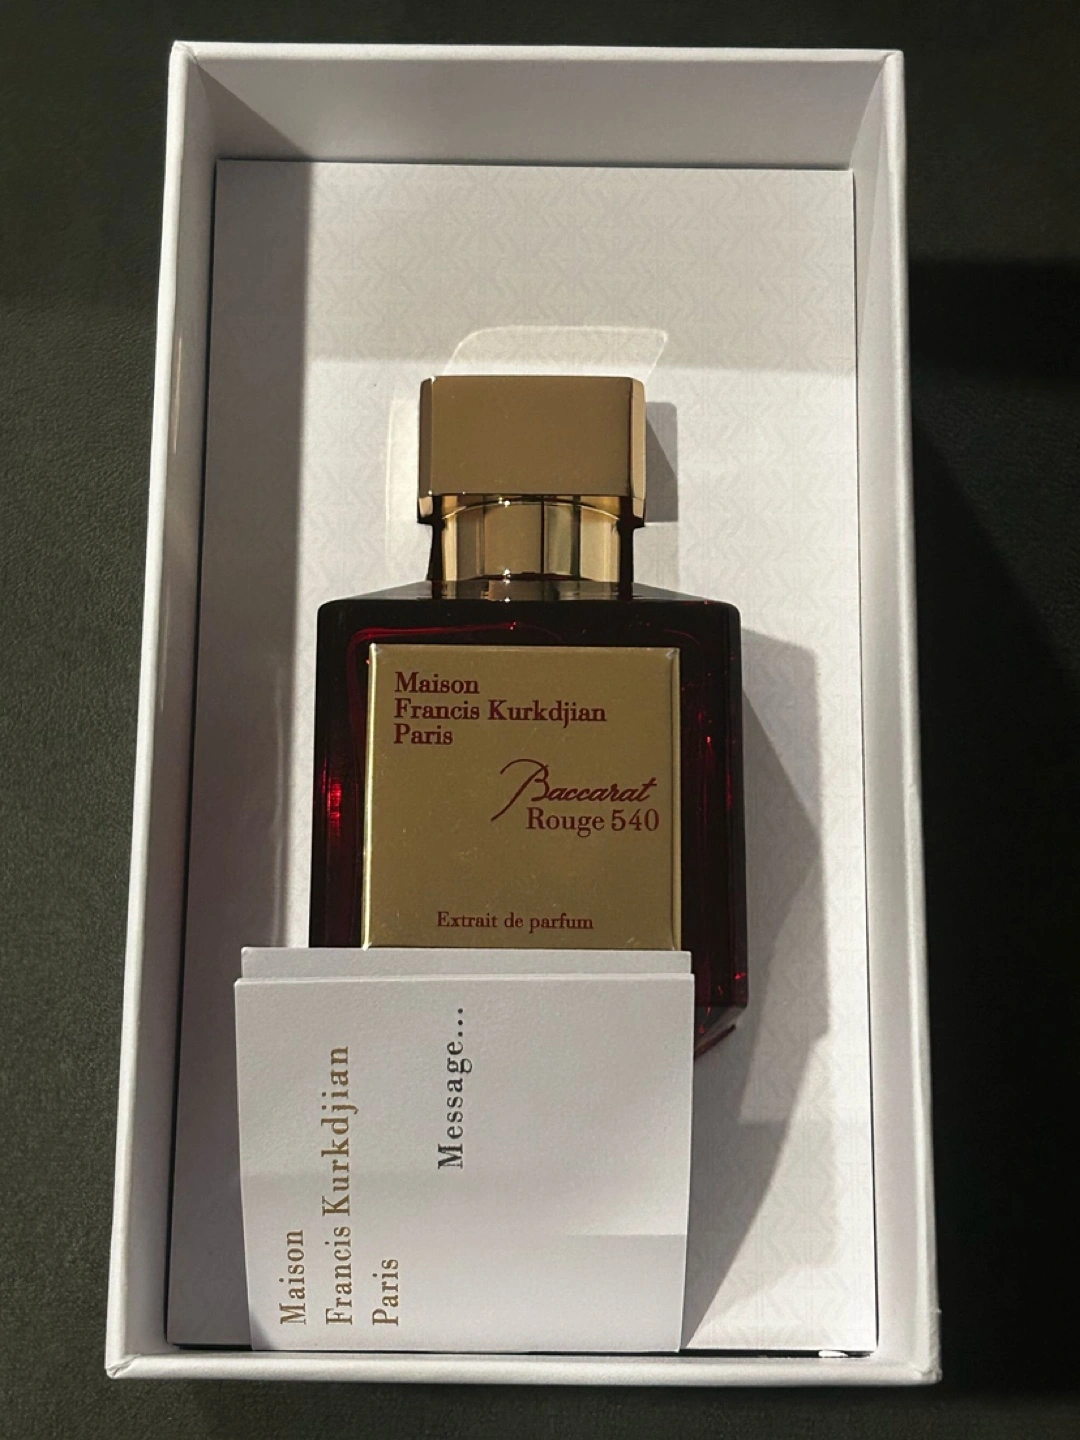 Maison
Francis Kurkdjian
Paris
Baccarat
Rouge 540
Extrait de parfum
Maison
Francis Kurkdjian
Paris
Message...